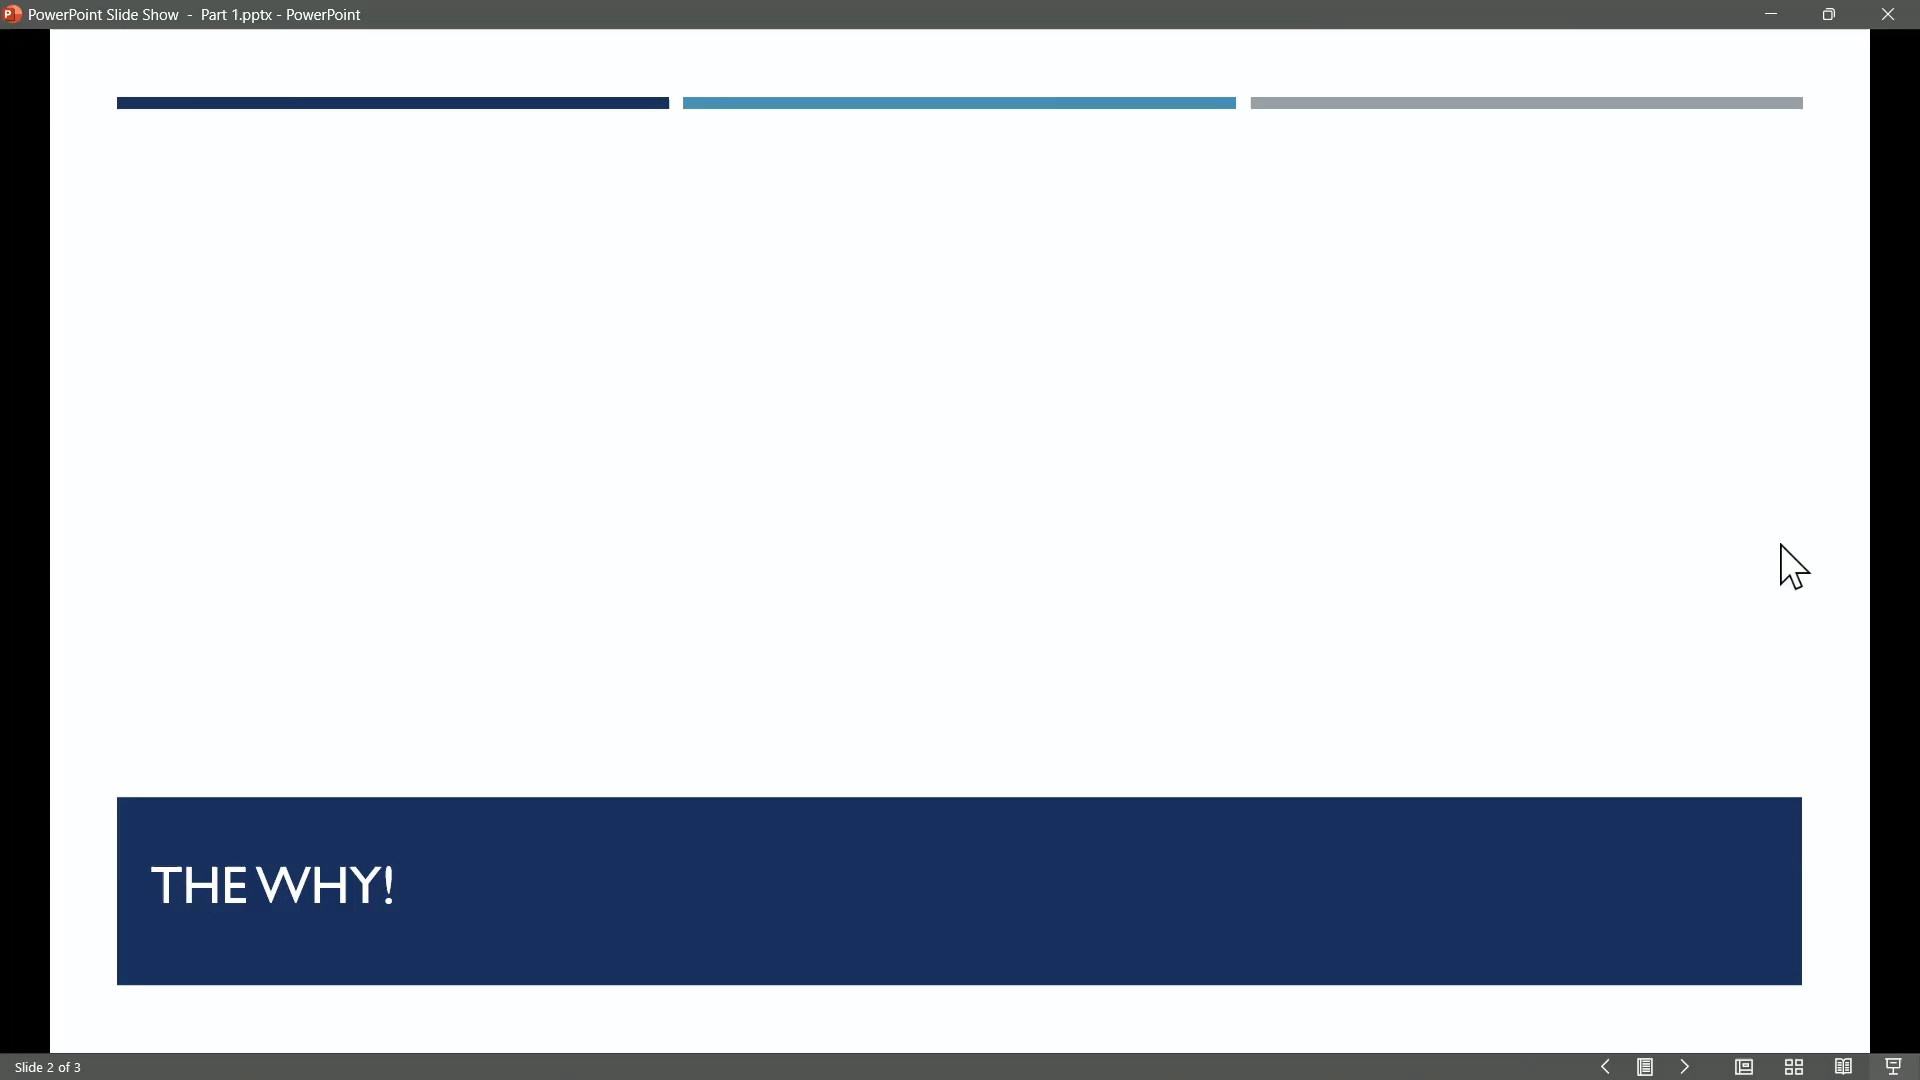 PowerPoint Slide Show - Part 1.pptx - PowerPoint
THE WHY!
Slide 2 of 3